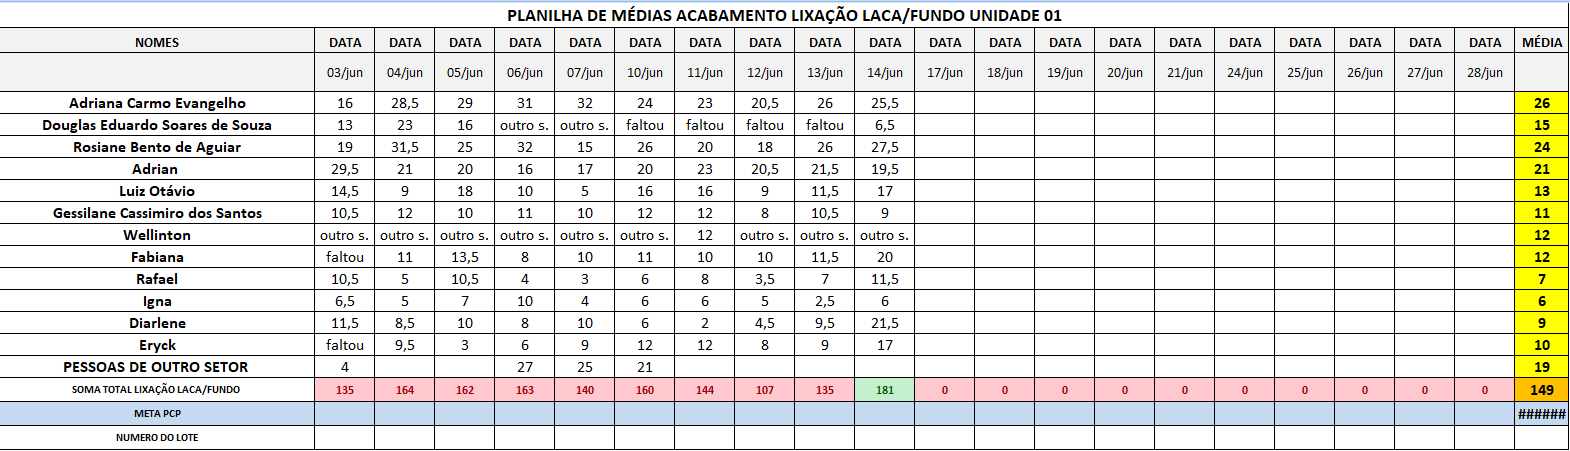 PLANILHA DE MÉDIAS ACABAMENTO LIXAÇÃO LACA/FUNDO UNIDADE 01
NOMES DATA DATA DATA DATA DATA DATA DATA DATA DATA DATA DATA DATA DATA DATA DATA DATA DATA DATA DATA DATA MÉDIA
03/jun 04/jun 05/jun 06/jun 07/jun 10/jun 11/jun 12/jun 13/jun 14/jun 17/jun 18/jun 19/jun 20/jun 21/jun 24/jun 25/jun 26/jun 27/jun 28/jun
Adriana Carmo Evangelho 16 28,5 29 31 32 24 23 20,5 26 25,5 26
Douglas Eduardo Soares de Souza 13 23 16 outro s. outro s. faltou faltou faltou faltou 6,5 15
Rosiane Bento de Aguiar 19 31,5 25 32 15 26 20 18 26 27,5 24
Adrian 29,5 21 20 16 17 20 23 20,5 21,5 19,5 21
Luiz Otávio 14,5 9 18 10 5 16 16 9 11,5 17 13
Gessilane Cassimiro dos Santos 10,5 12 10 11 10 12 12 8 10,5 9 11
Wellinton outro s. outro s. outro s. outro s. outro s. outro s. 12 outro s. outro s. outro s. 12
Fabiana faltou 11 13,5 8 10 11 10 10 11,5 20 12
Rafael 10,5 5 10,5 4 3 6 8 3,5 7 11,5 7
Igna 6,5 5 7 10 4 6 6 5 2,5 6 6
Diarlene 11,5 8,5 10 8 10 6 2 4,5 9,5 21,5 9
Eryck faltou 9,5 3 6 9 12 12 8 9 17 10
PESSOAS DE OUTRO SETOR 4 27 25 21 19
SOMA TOTAL LIXAÇÃO LACA/FUNDO 135 164 162 163 140 160 144 107 135 181 0 0 0 0 0 0 0 0 0 0 149
META PCP ######
NUMERO DO LOTE